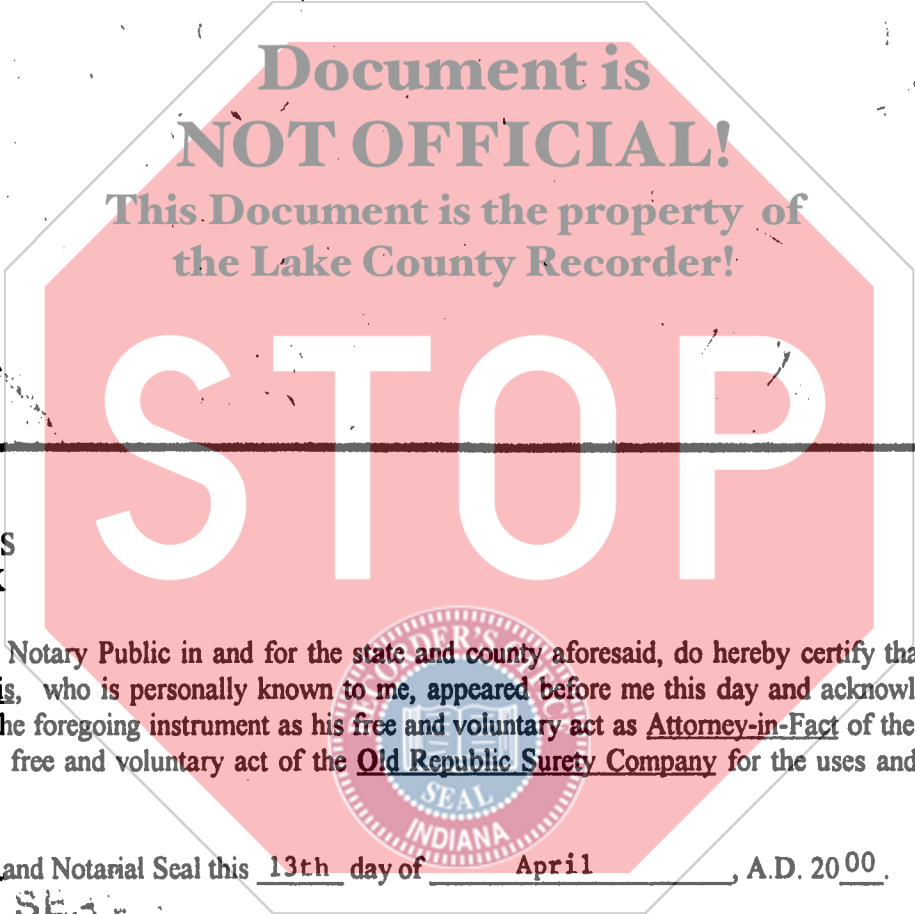 Document is
NOT OFFICIAL!
This Document is the property of
the Lake County Recorder!
STOP
S
Notary Public in and for the state and county aforesaid, do hereby certify tha
is, who is personally known to me, appeared before me this day and acknowl
he foregoing instrument as his free and voluntary act as Attorney-in-Fact of the
free and voluntary act of the Old Republic Surety Company for the uses and
RECORDER'S OFFICE
SEAL
INDIANA
and Notarial Seal this 13th day of April, A.D. 2000.
SE